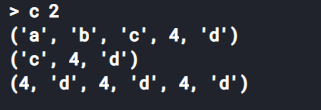 > c 2
('a', 'b', 'c', 4, 'd')
('c', 4, 'd')
(4, 'd', 4, 'd', 4, 'd')